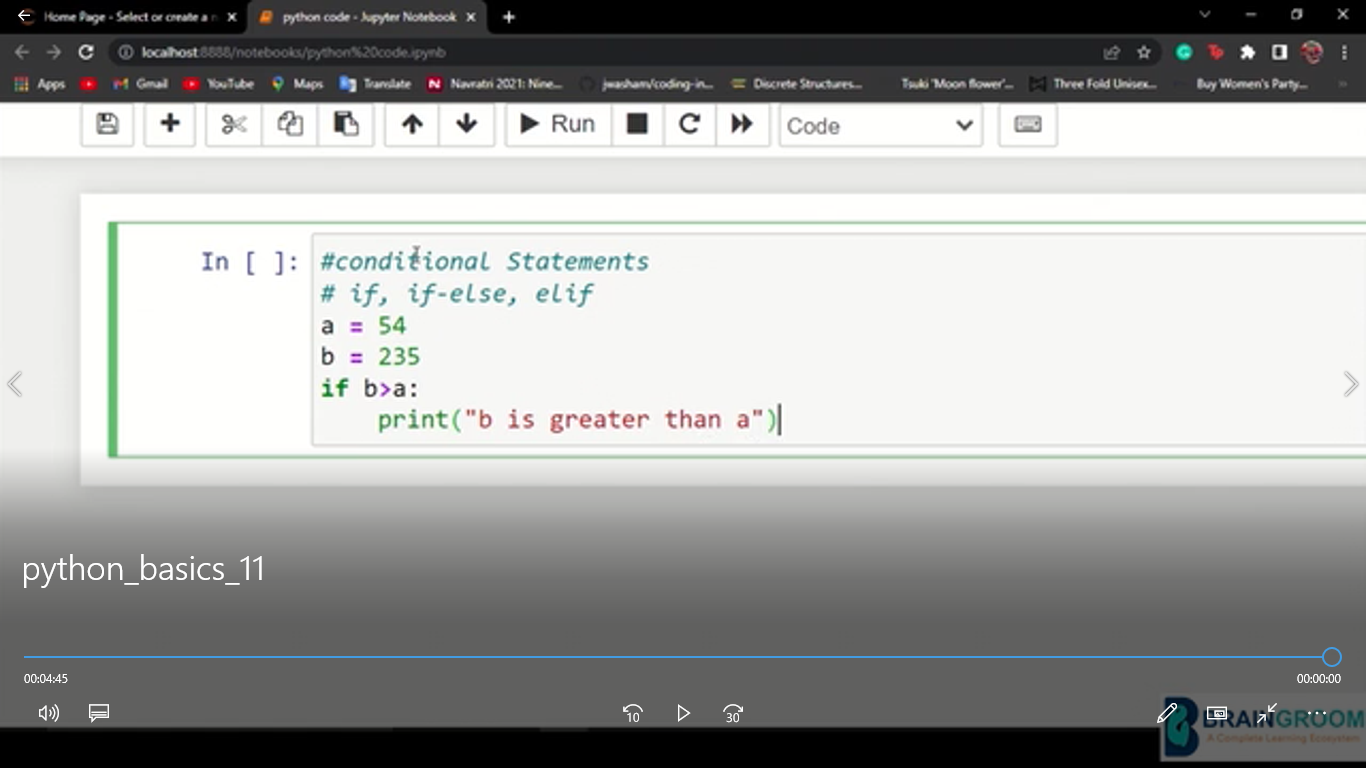 Home Page - Select or create a n
python code - Jupyter Notebook
localhost:8888/notebooks/python%20code.ipynb
Apps Gmail YouTube Maps Translate Navratri 2021: Nine... jwasham/coding-in... Discrete Structures... Tsuki 'Moon flower'... Three Fold Unisex... Buy Women's Party...
Run Code
In [ ]:
#conditional Statements
# if, if-else, elif
a = 54
b = 235
if b>a:
    print("b is greater than a")
python_basics_11
00:04:45 00:00:00
10 30
BRAINGROOM
A Complete Learning Ecosystem